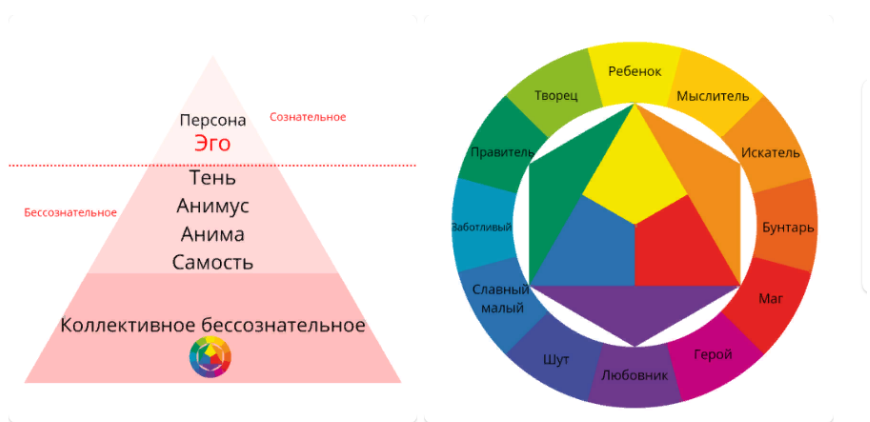 Персона
Сознательное
Эго
Тень
Бессознательное
Анимус
Анима
Самость
Коллективное бессознательное
Ребенок
Мыслитель
Искатель
Бунтарь
Маг
Герой
Любовник
Шут
Славный
малый
Заботливый
Правитель
Творец